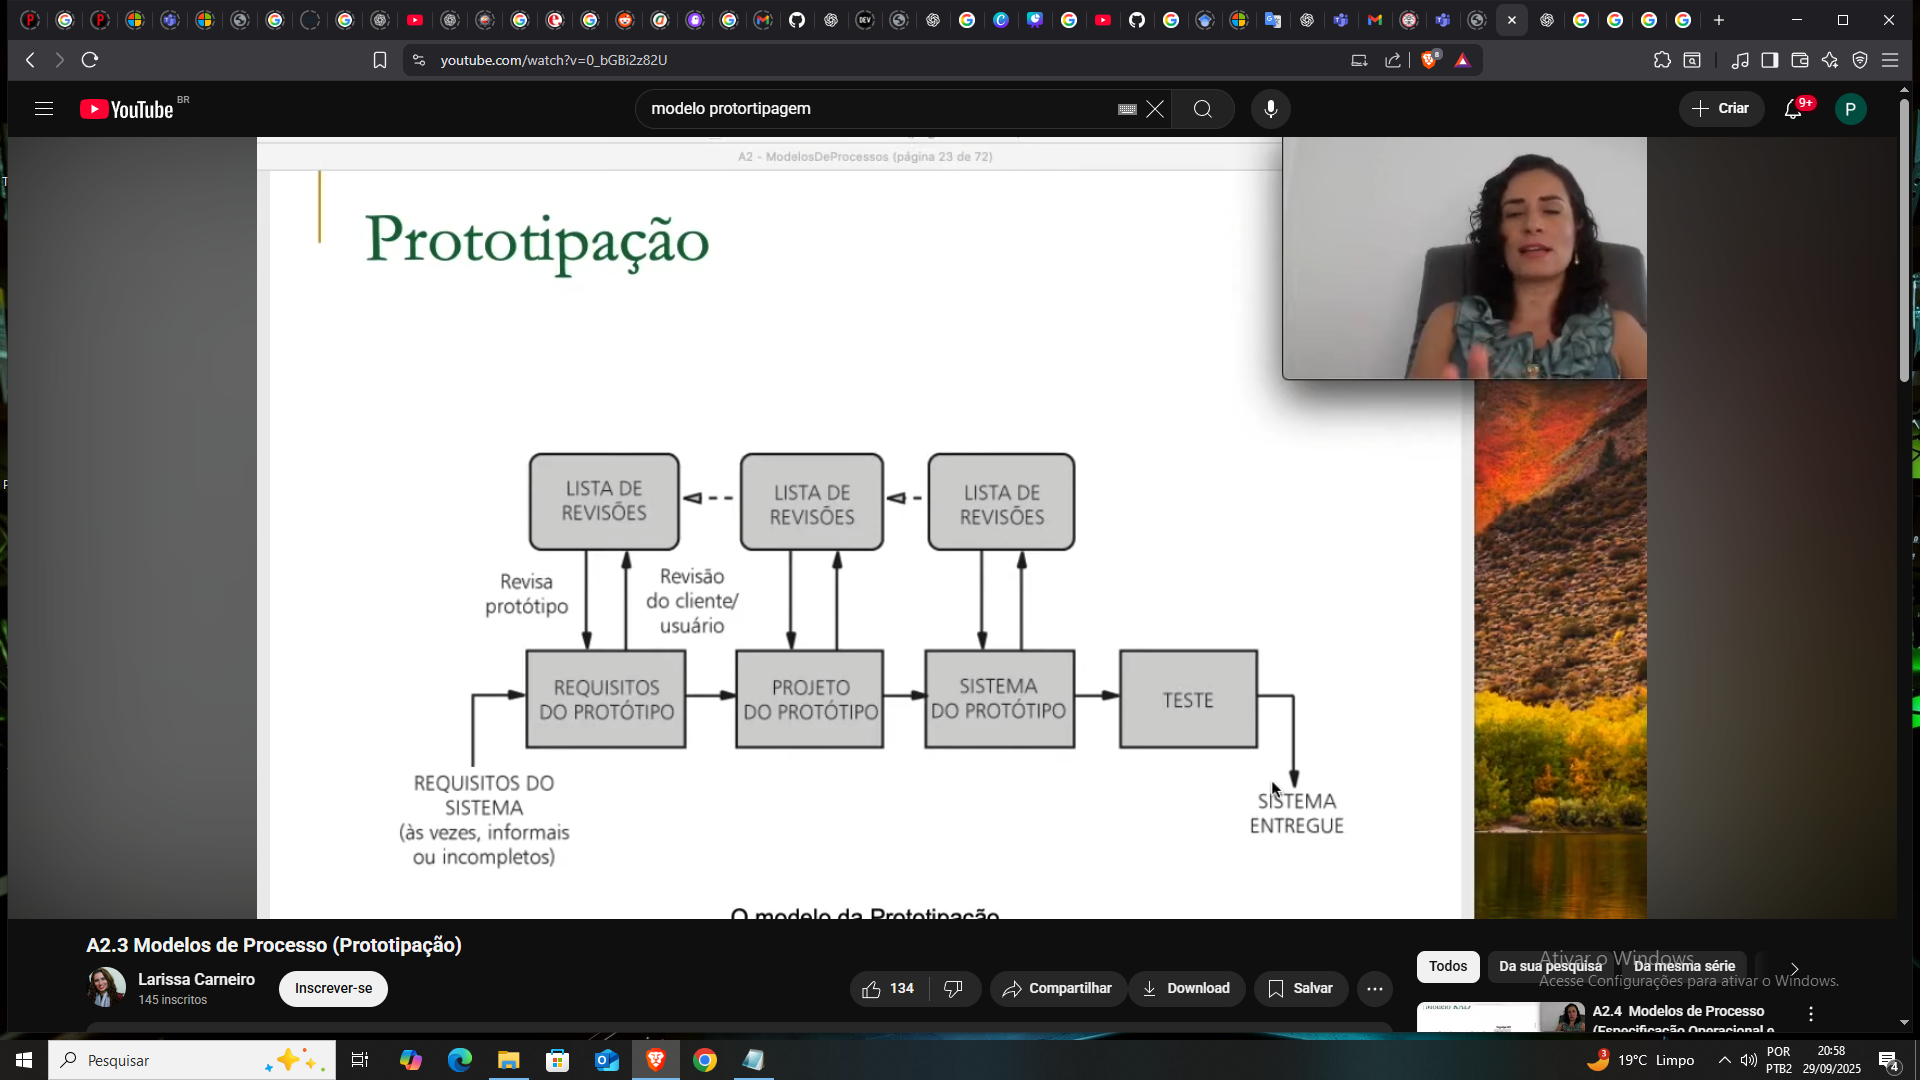 youtube.com/watch?v=0_bGBi2z82U
8
YouTube BR
modelo protortipagem
Criar
9+
P
A2 - ModelosDeProcessos (página 23 de 72)
Prototipação
LISTA DE
REVISÕES
LISTA DE
REVISÕES
LISTA DE
REVISÕES
Revisa
protótipo
Revisão
do cliente/
usuário
REQUISITOS
DO PROTÓTIPO
PROJETO
DO PROTÓTIPO
SISTEMA
DO PROTÓTIPO
TESTE
REQUISITOS DO
SISTEMA
(às vezes, informais
ou incompletos)
SISTEMA
ENTREGUE
O modelo da Prototipação
A2.3 Modelos de Processo (Prototipação)
Larissa Carneiro
145 inscritos
Inscrever-se
134
Compartilhar
Download
Salvar
Todos
Da sua pesquisa
Da mesma série
Ativar o Windows
Acesse Configurações para ativar o Windows.
A2.4 Modelos de Processo
(Especificação Operacional e
Pesquisar
3
19°C Limpo
POR
PTB2
20:58
29/09/2025
4